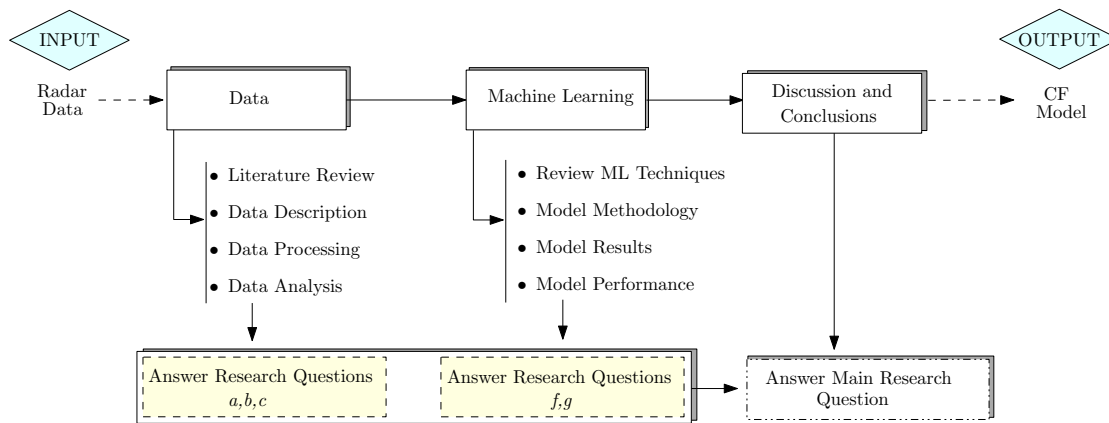 INPUT
OUTPUT
Radar
Data
Data
Machine Learning
Discussion and
Conclusions
CF
Model
• Literature Review
• Data Description
• Data Processing
• Data Analysis
• Review ML Techniques
• Model Methodology
• Model Results
• Model Performance
Answer Research Questions
a,b,c
Answer Research Questions
f,g
Answer Main Research
Question